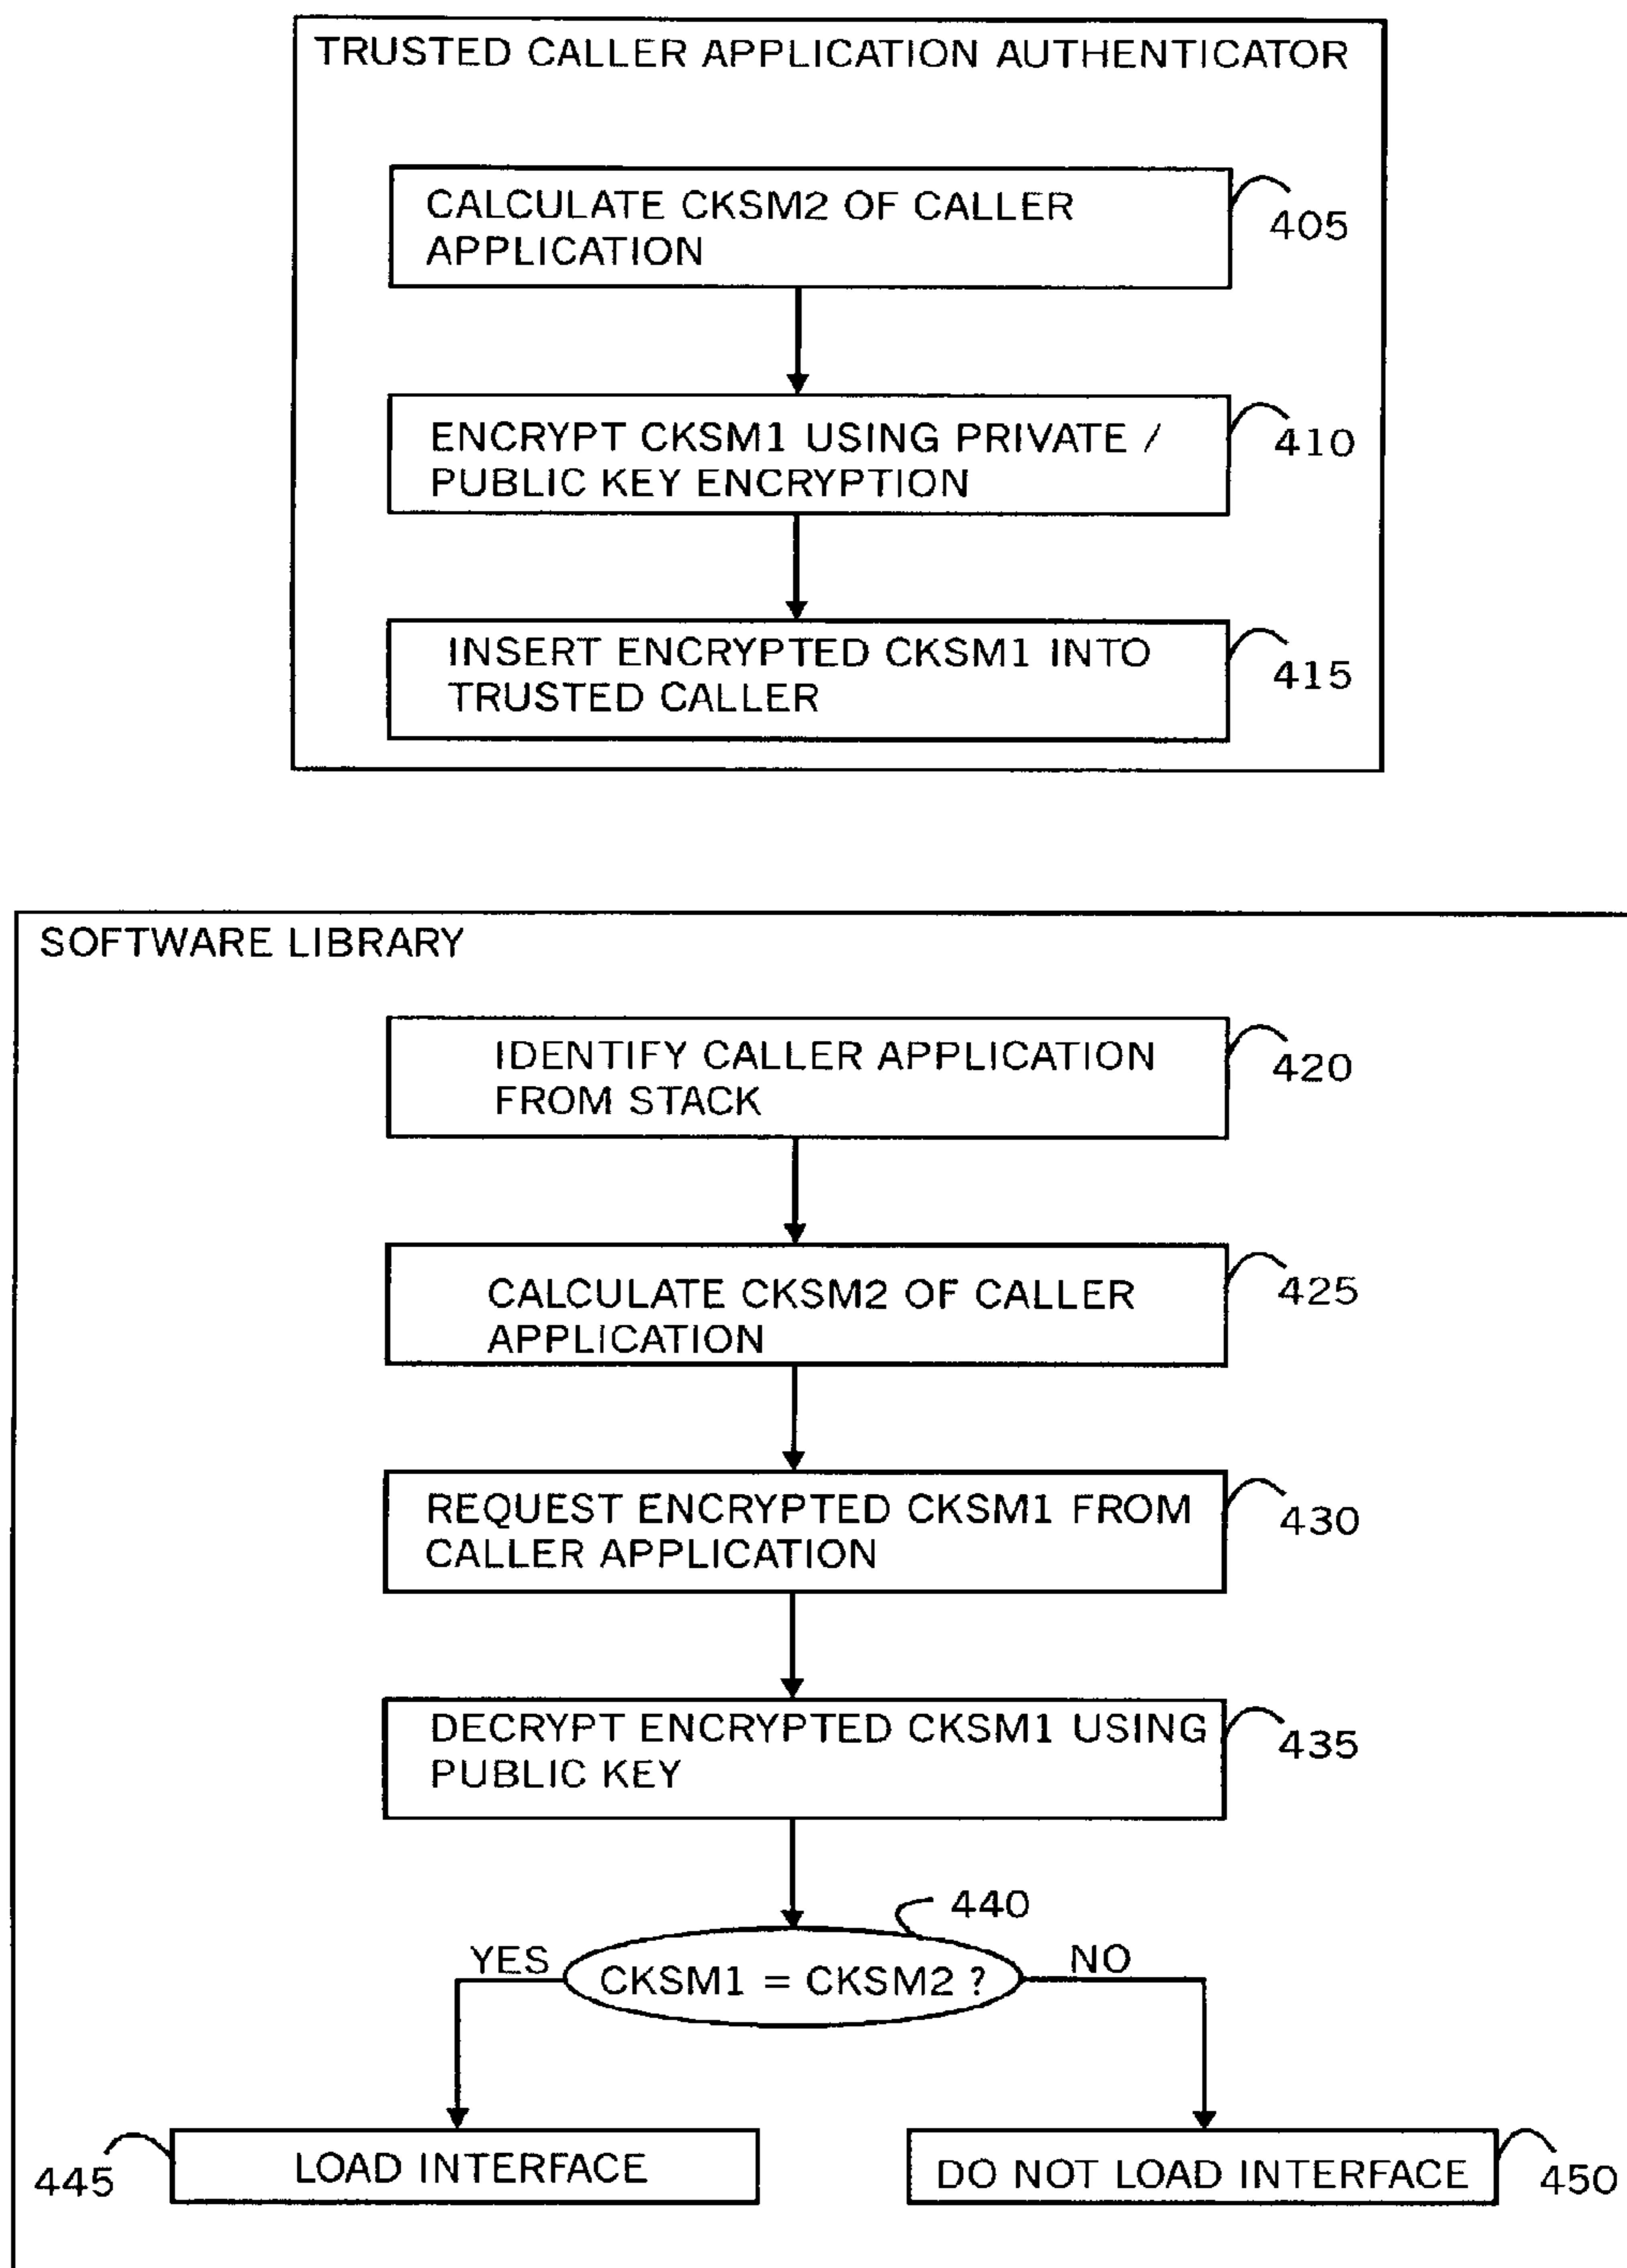 TRUSTED CALLER APPLICATION AUTHENTICATOR
CALCULATE CKSM2 OF CALLER
APPLICATION
405
ENCRYPT CKSM1 USING PRIVATE /
PUBLIC KEY ENCRYPTION
410
INSERT ENCRYPTED CKSM1 INTO
TRUSTED CALLER
415
SOFTWARE LIBRARY
IDENTIFY CALLER APPLICATION
FROM STACK
420
CALCULATE CKSM2 OF CALLER
APPLICATION
425
REQUEST ENCRYPTED CKSM1 FROM
CALLER APPLICATION
430
DECRYPT ENCRYPTED CKSM1 USING
PUBLIC KEY
435
440
YES
CKSM1 = CKSM2 ?
NO
445
LOAD INTERFACE
DO NOT LOAD INTERFACE
450